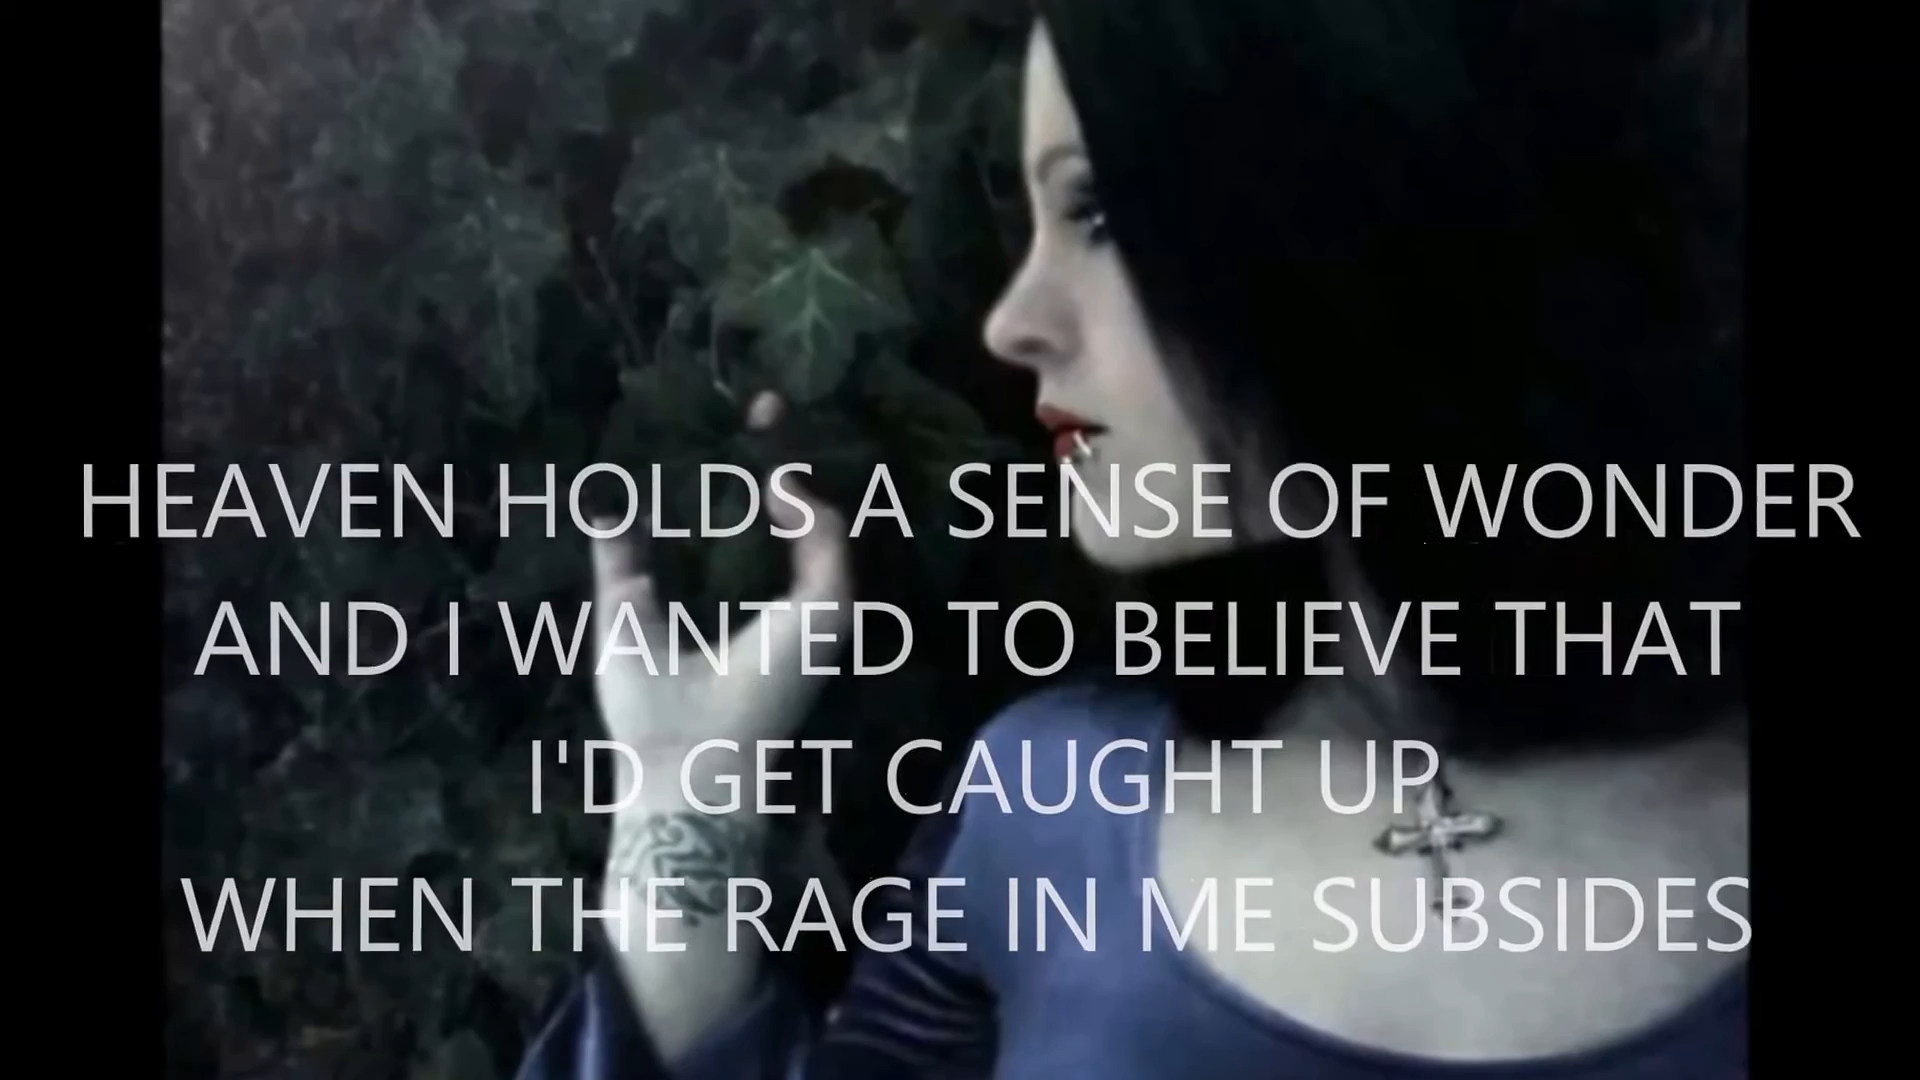 HEAVEN HOLDS A SENSE OF WONDER
AND I WANTED TO BELIEVE THAT
I'D GET CAUGHT UP
WHEN THE RAGE IN ME SUBSIDES